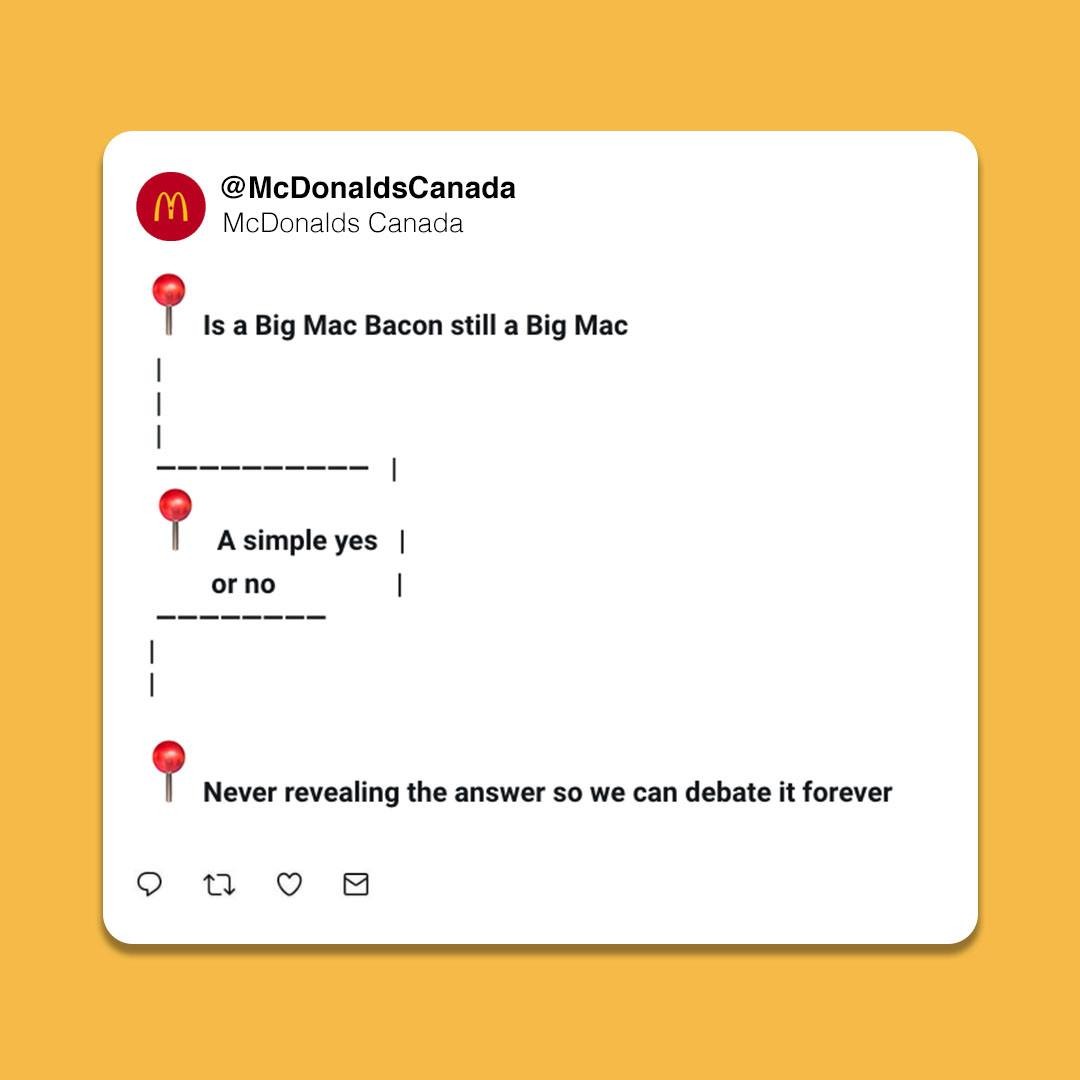 @McDonaldsCanada
McDonalds Canada
📍 Is a Big Mac Bacon still a Big Mac
|
|
|
—————————— |
📍 A simple yes |
or no |
————————
|
|
📍 Never revealing the answer so we can debate it forever